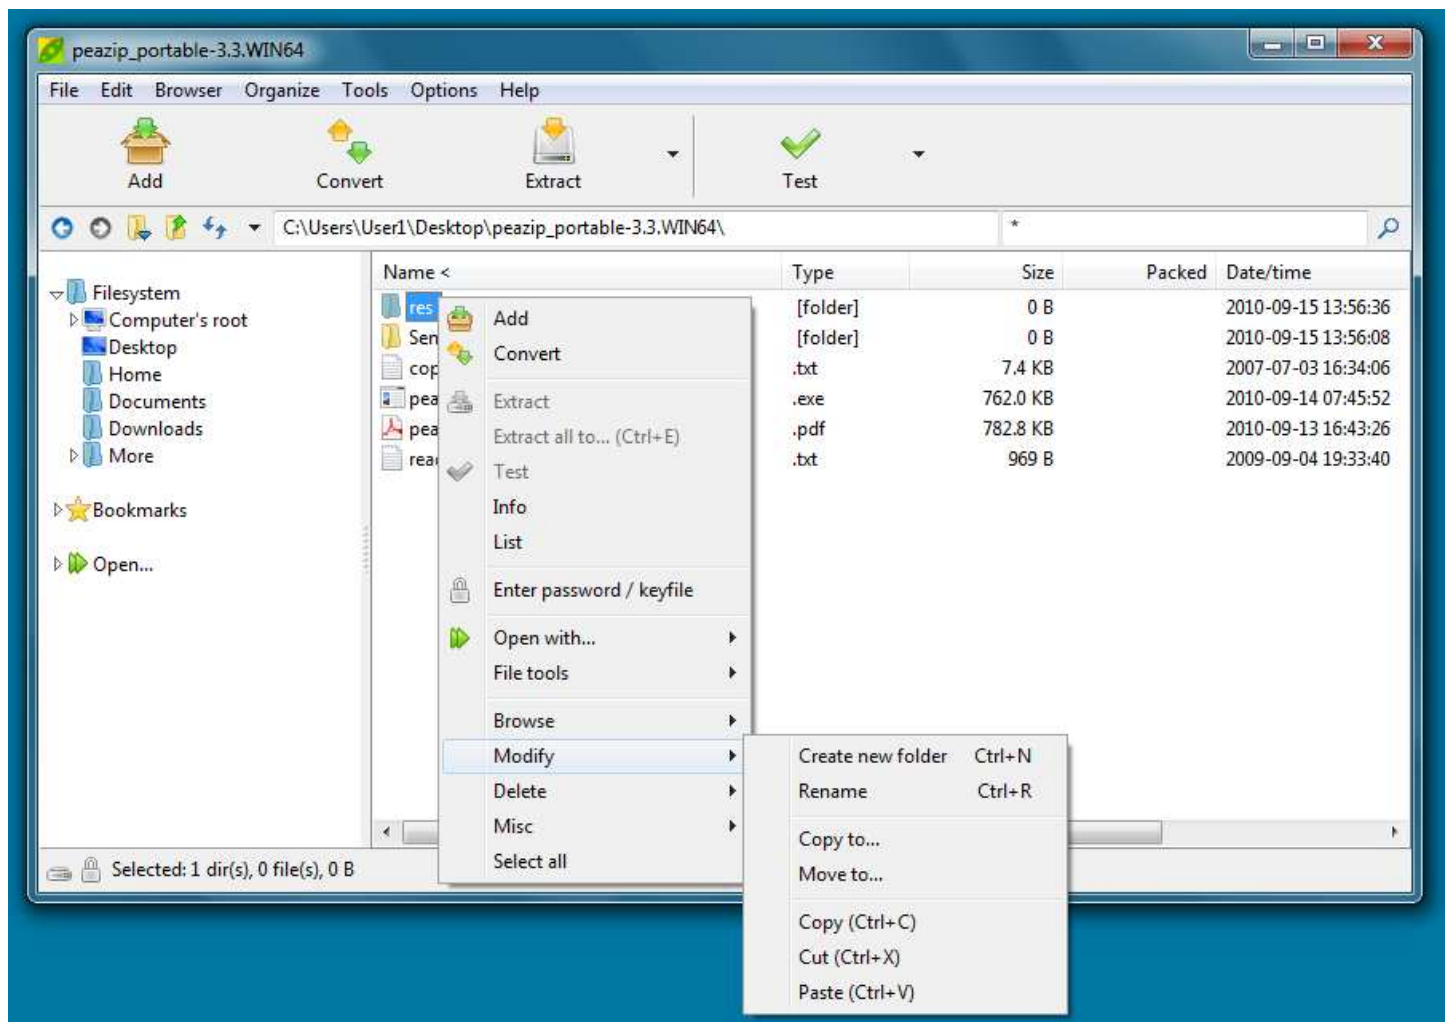 peazip_portable-3.3.WIN64
File Edit Browser Organize Tools Options Help
Add Convert Extract Test
C:\Users\User1\Desktop\peazip_portable-3.3.WIN64\ *
Name < Type Size Packed Date/time
Filesystem
Computer's root
Desktop
Home
Documents
Downloads
More
Bookmarks
Open...
res [folder] 0 B 2010-09-15 13:56:36
Sen [folder] 0 B 2010-09-15 13:56:08
cop .txt 7.4 KB 2007-07-03 16:34:06
pea .exe 762.0 KB 2010-09-14 07:45:52
pea .pdf 782.8 KB 2010-09-13 16:43:26
rea .txt 969 B 2009-09-04 19:33:40
Add
Convert
Extract
Extract all to... (Ctrl+E)
Test
Info
List
Enter password / keyfile
Open with...
File tools
Browse
Modify
Delete
Misc
Select all
Create new folder Ctrl+N
Rename Ctrl+R
Copy to...
Move to...
Copy (Ctrl+C)
Cut (Ctrl+X)
Paste (Ctrl+V)
Selected: 1 dir(s), 0 file(s), 0 B